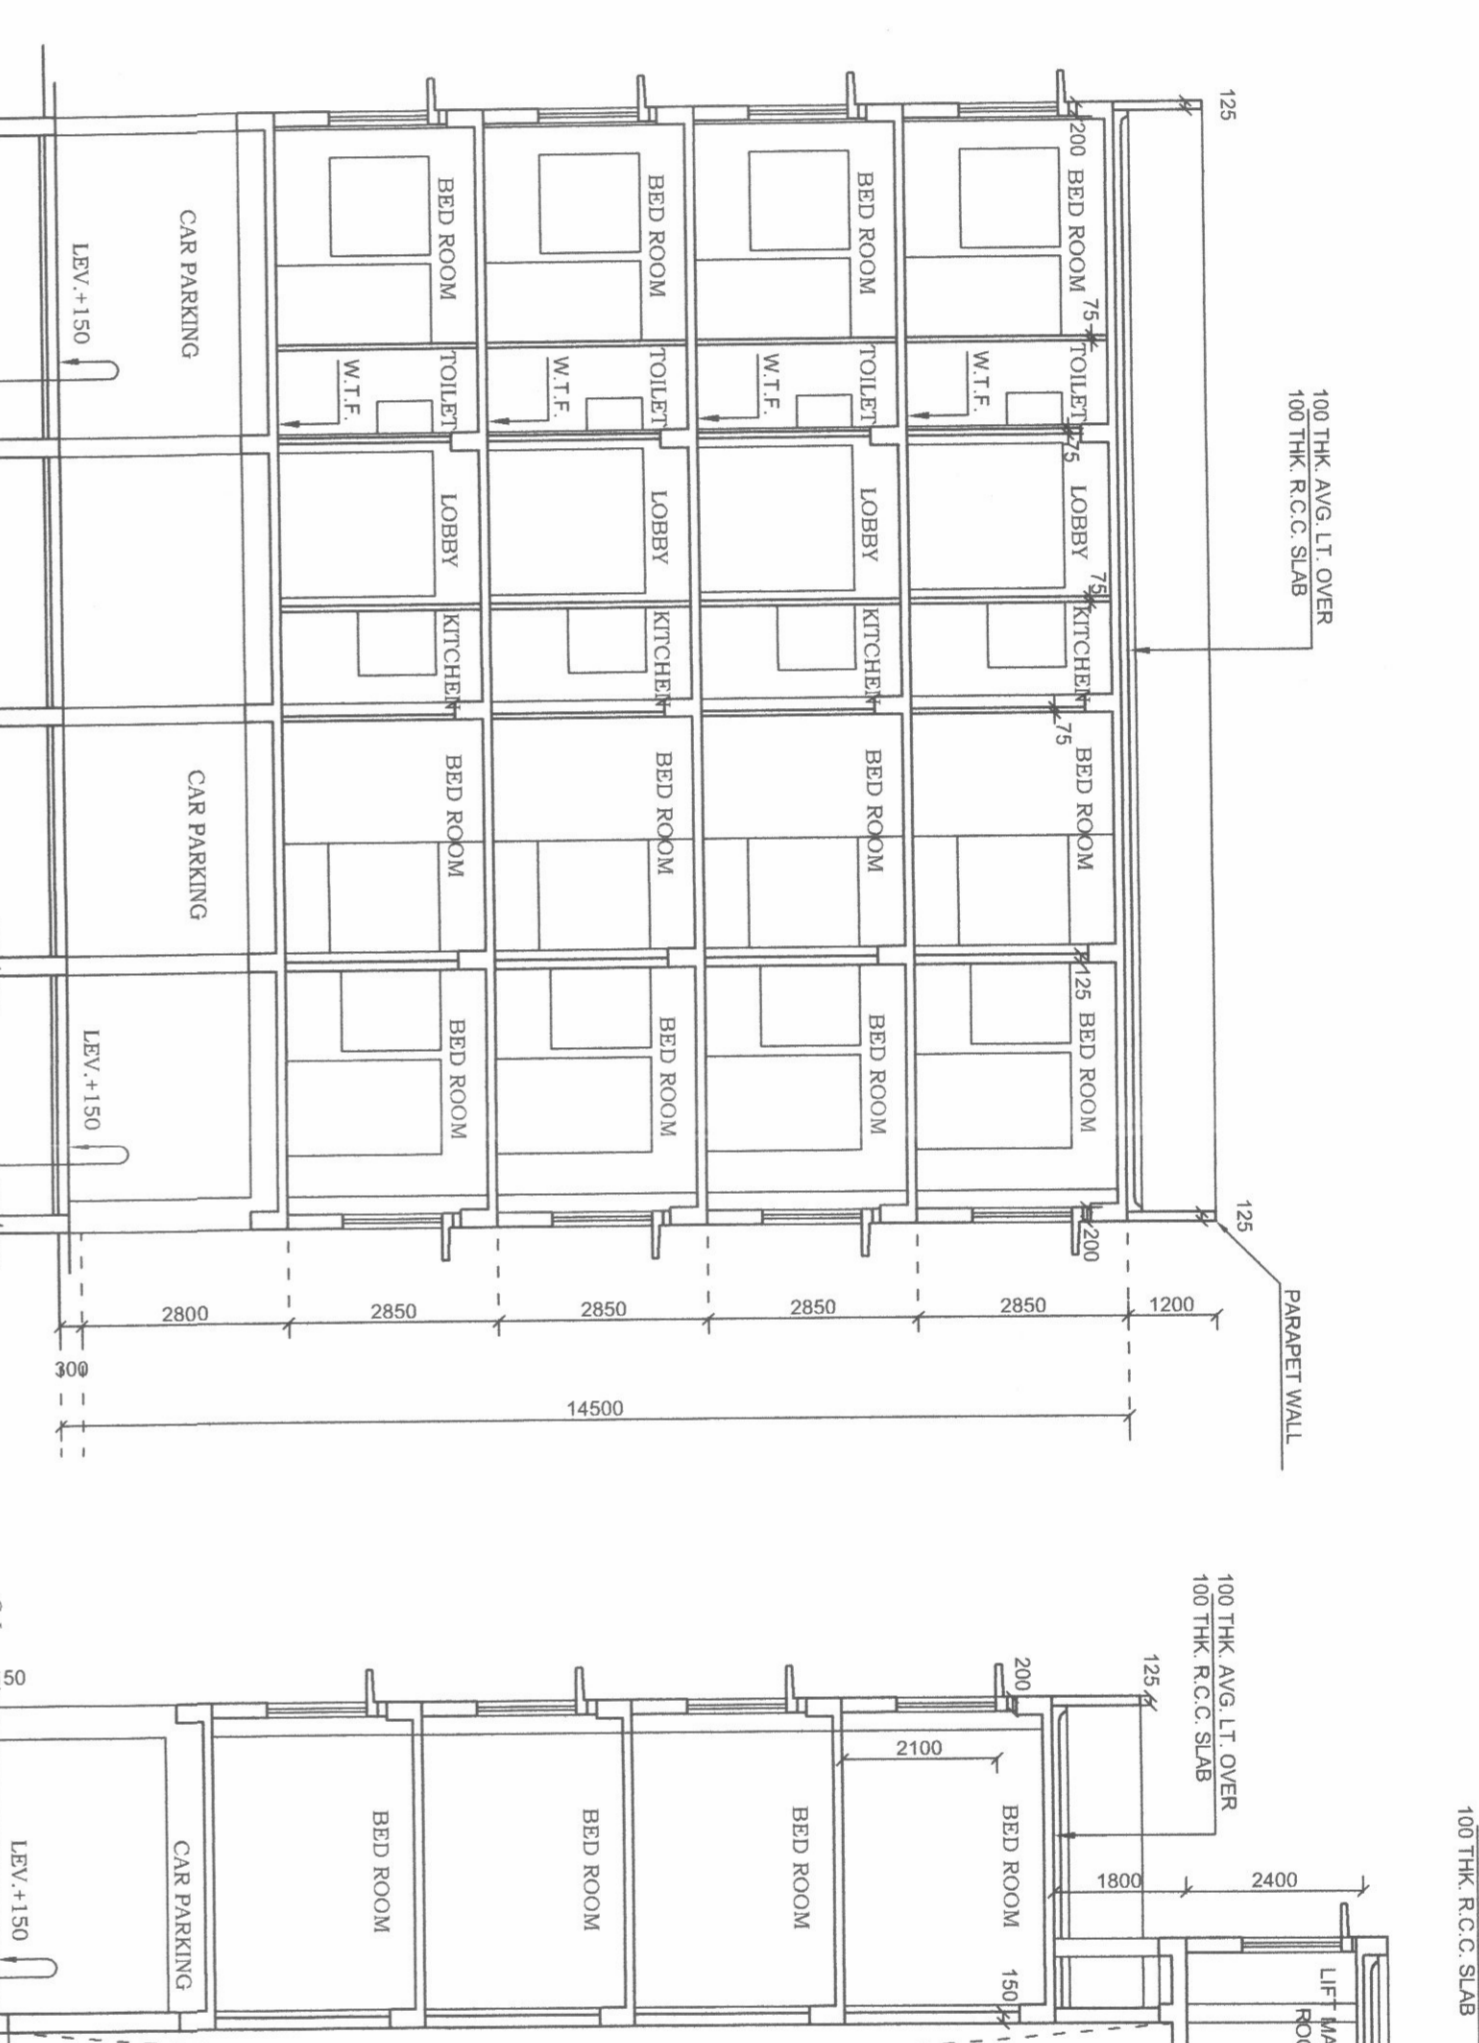 100 THK. AVG. LT. OVER
100 THK. R.C.C. SLAB
PARAPET WALL
125
125
1200
200 BED ROOM
75
TOILET
75
LOBBY
75
KITCHEN
75
BED ROOM
125
BED ROOM
200
W.T.F.
2850
BED ROOM
TOILET
LOBBY
KITCHEN
BED ROOM
BED ROOM
W.T.F.
2850
BED ROOM
TOILET
LOBBY
KITCHEN
BED ROOM
BED ROOM
W.T.F.
2850
BED ROOM
TOILET
LOBBY
KITCHEN
BED ROOM
BED ROOM
W.T.F.
2850
14500
CAR PARKING
CAR PARKING
2800
LEV.+150
LEV.+150
300
100 THK. R.C.C. SLAB
100 THK. AVG. LT. OVER
100 THK. R.C.C. SLAB
125
2400
LIFT
1800
200
2100
BED ROOM
150
BED ROOM
BED ROOM
BED ROOM
CAR PARKING
LEV.+150
50